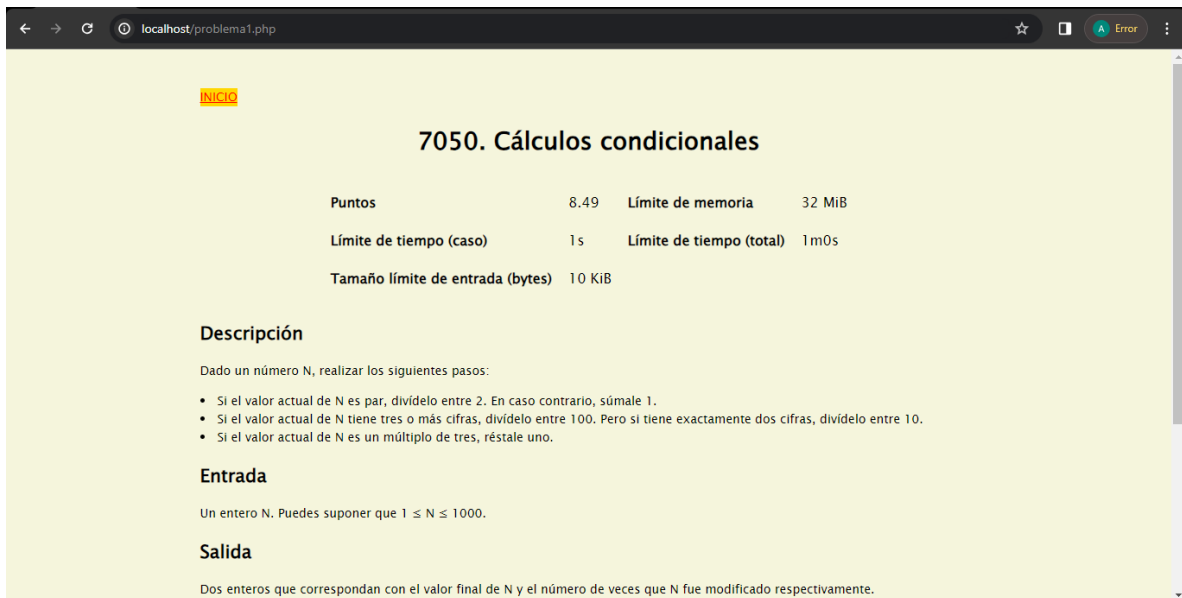 localhost/problema1.php
A Error
INICIO
7050. Cálculos condicionales
Puntos 8.49 Límite de memoria 32 MiB
Límite de tiempo (caso) 1s Límite de tiempo (total) 1m0s
Tamaño límite de entrada (bytes) 10 KiB
Descripción
Dado un número N, realizar los siguientes pasos:
• Si el valor actual de N es par, divídelo entre 2. En caso contrario, súmale 1.
• Si el valor actual de N tiene tres o más cifras, divídelo entre 100. Pero si tiene exactamente dos cifras, divídelo entre 10.
• Si el valor actual de N es un múltiplo de tres, réstale uno.
Entrada
Un entero N. Puedes suponer que 1 ≤ N ≤ 1000.
Salida
Dos enteros que correspondan con el valor final de N y el número de veces que N fue modificado respectivamente.